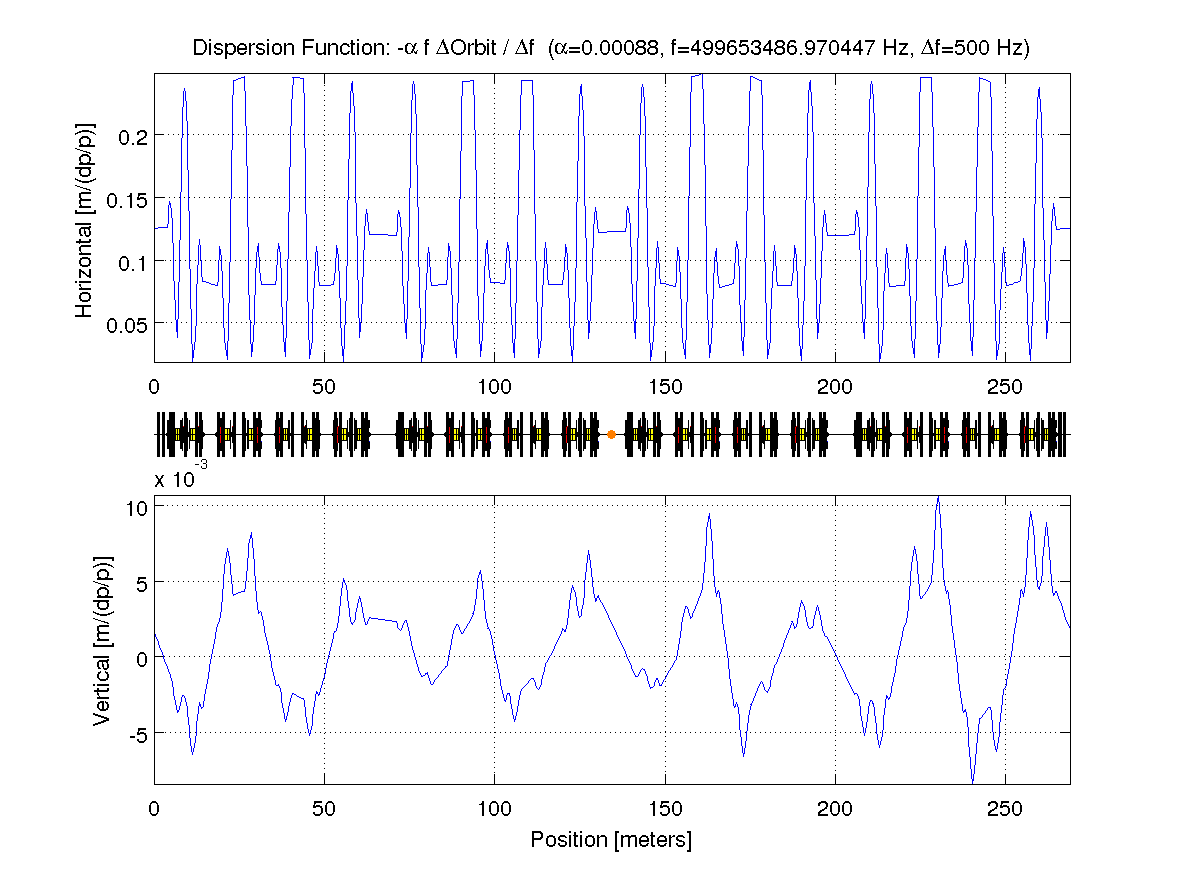 Dispersion Function: -α f ΔOrbit / Δf (α=0.00088, f=499653486.970447 Hz, Δf=500 Hz)
Horizontal [m/(dp/p)]
0.2
0.15
0.1
0.05
0 50 100 150 200 250
x 10^-3
Vertical [m/(dp/p)]
10
5
0
-5
0 50 100 150 200 250
Position [meters]